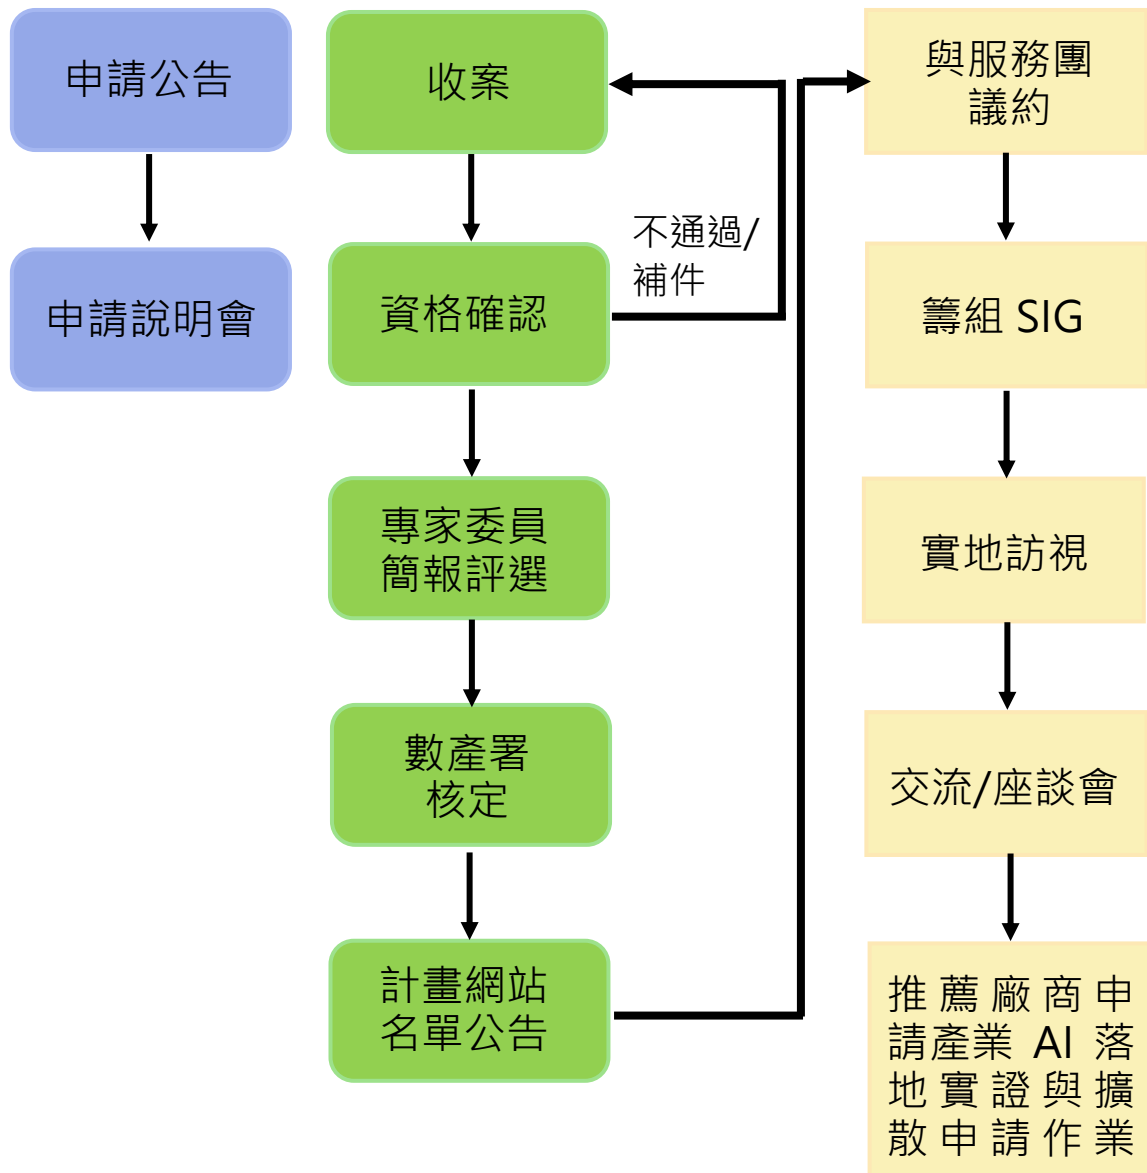 申請公告
申請說明會
收案
資格確認
不通過/
補件
專家委員
簡報評選
數產署
核定
計畫網站
名單公告
與服務團
議約
籌組 SIG
實地訪視
交流/座談會
推薦廠商申
請產業 AI 落
地實證與擴
散申請作業